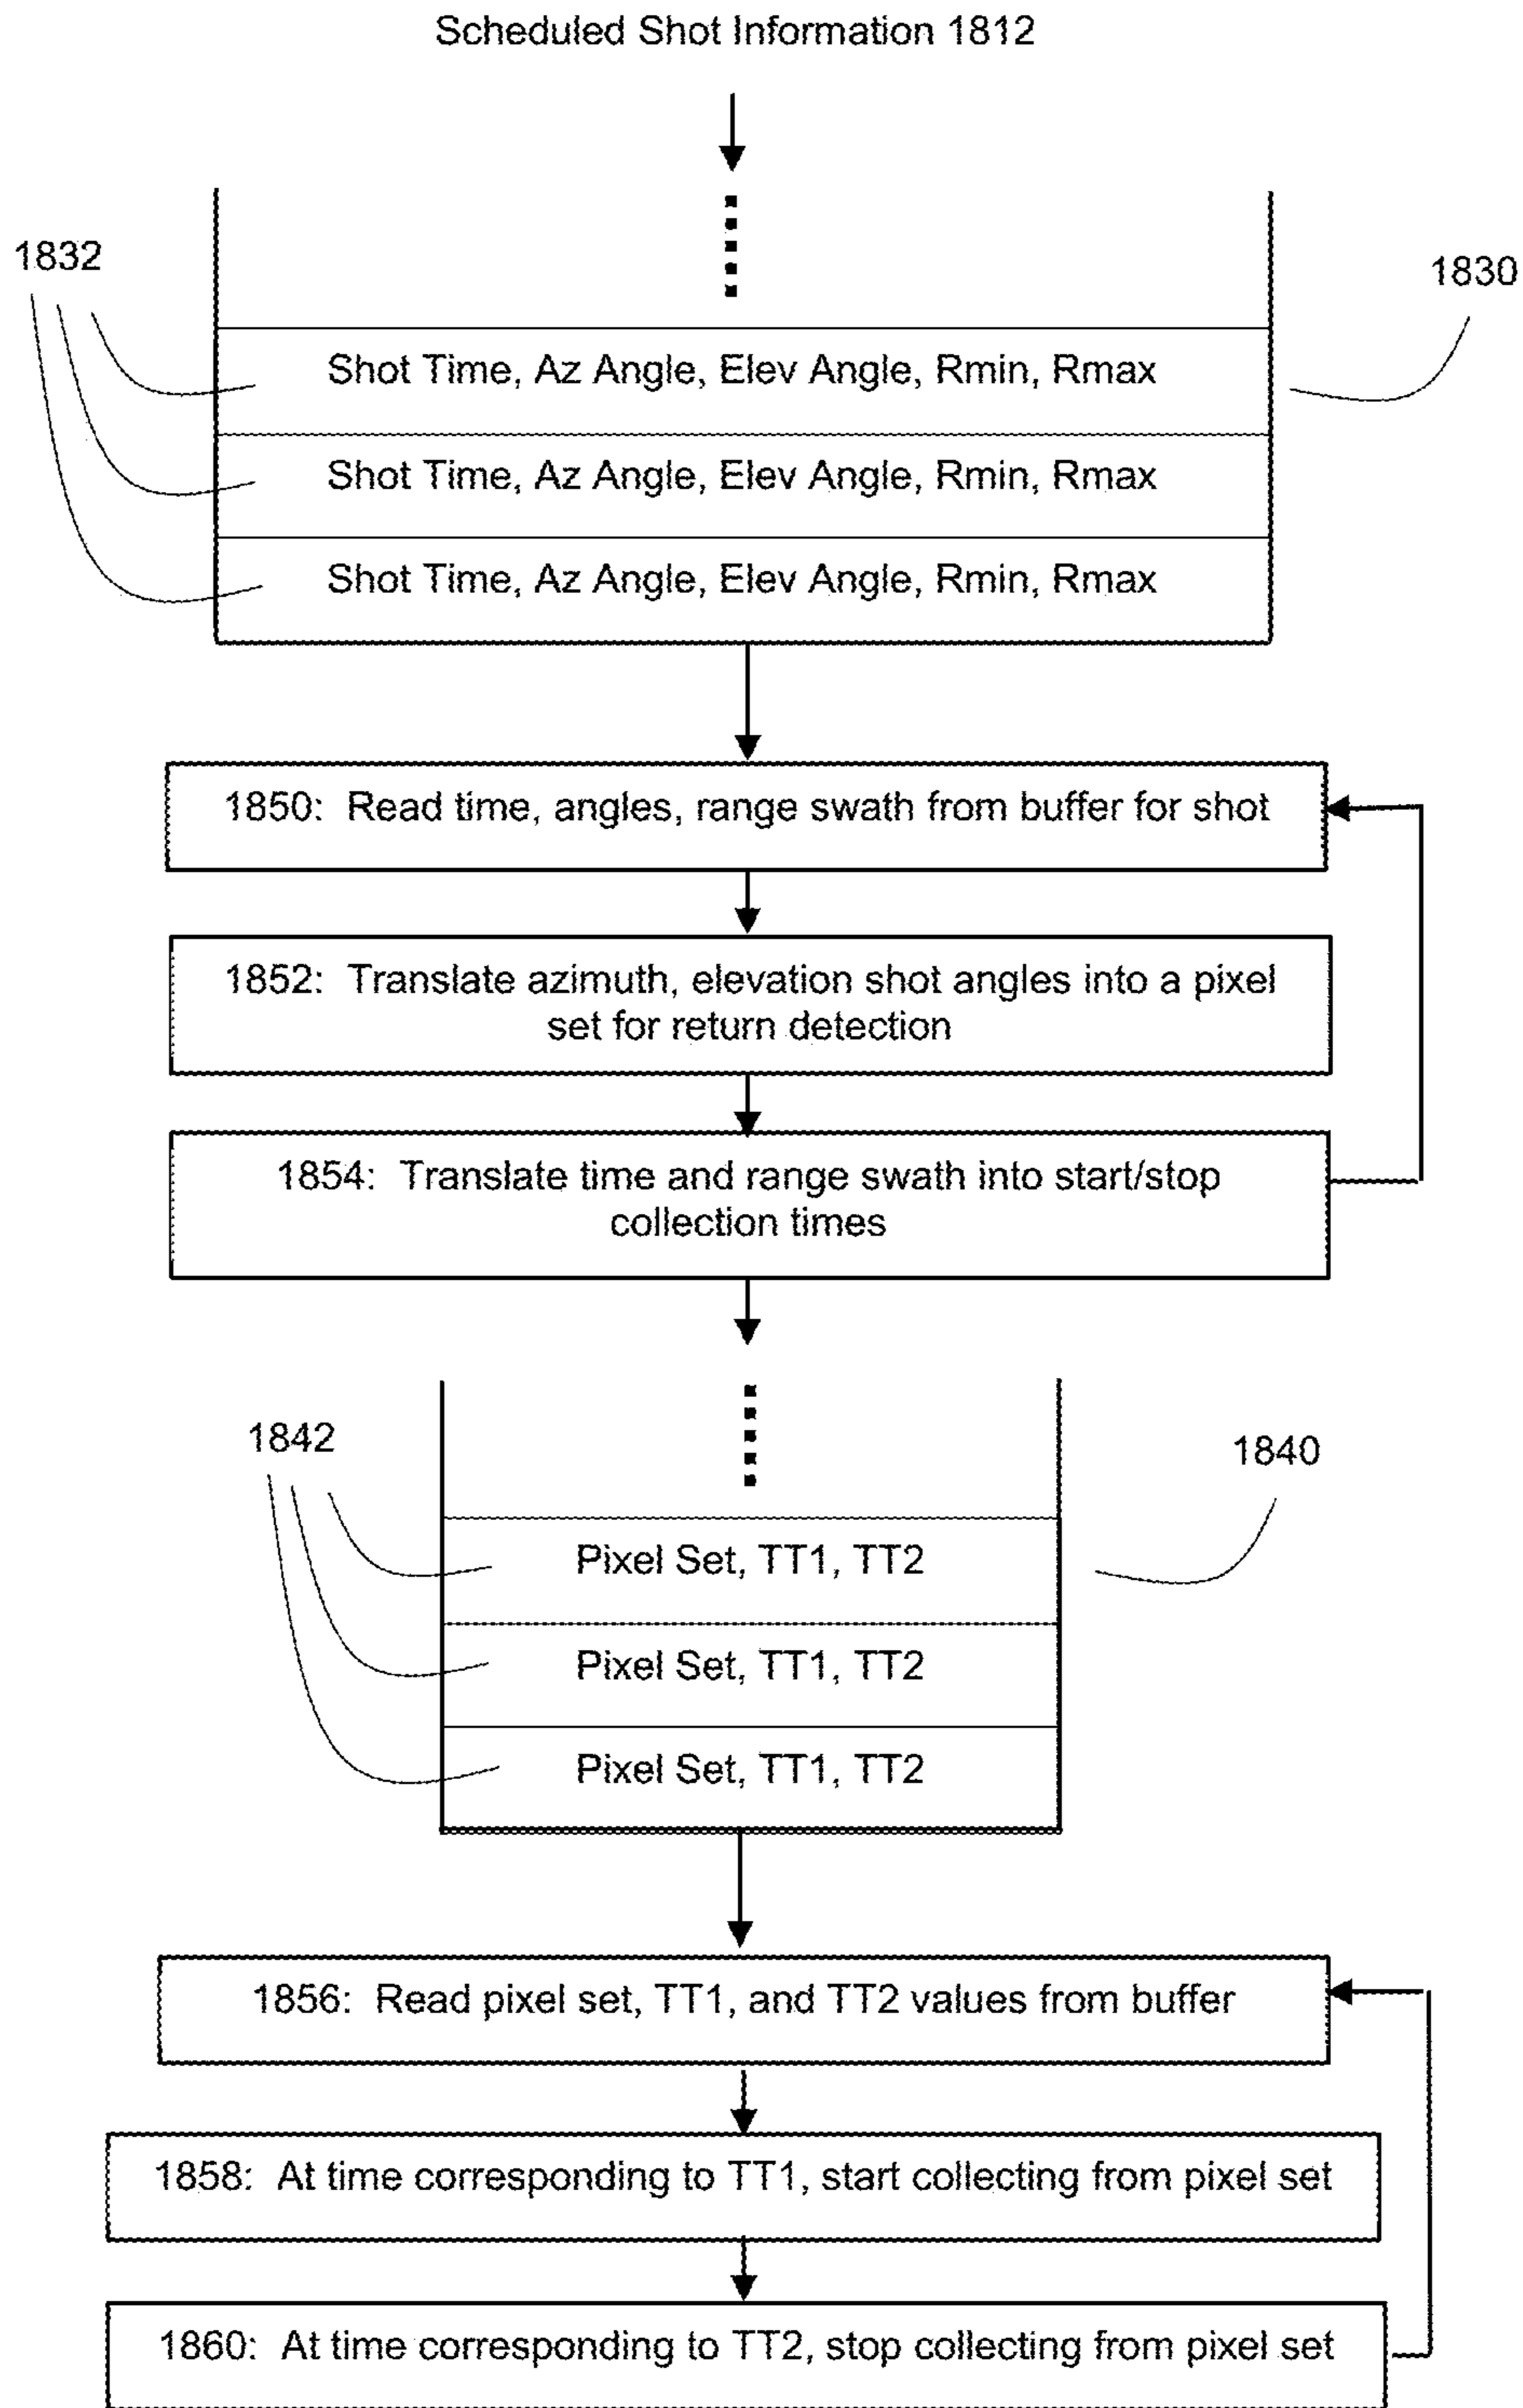 Scheduled Shot Information 1812
1832
1830
Shot Time, Az Angle, Elev Angle, Rmin, Rmax
Shot Time, Az Angle, Elev Angle, Rmin, Rmax
Shot Time, Az Angle, Elev Angle, Rmin, Rmax
1850: Read time, angles, range swath from buffer for shot
1852: Translate azimuth, elevation shot angles into a pixel
set for return detection
1854: Translate time and range swath into start/stop
collection times
1842
1840
Pixel Set, TT1, TT2
Pixel Set, TT1, TT2
Pixel Set, TT1, TT2
1856: Read pixel set, TT1, and TT2 values from buffer
1858: At time corresponding to TT1, start collecting from pixel set
1860: At time corresponding to TT2, stop collecting from pixel set